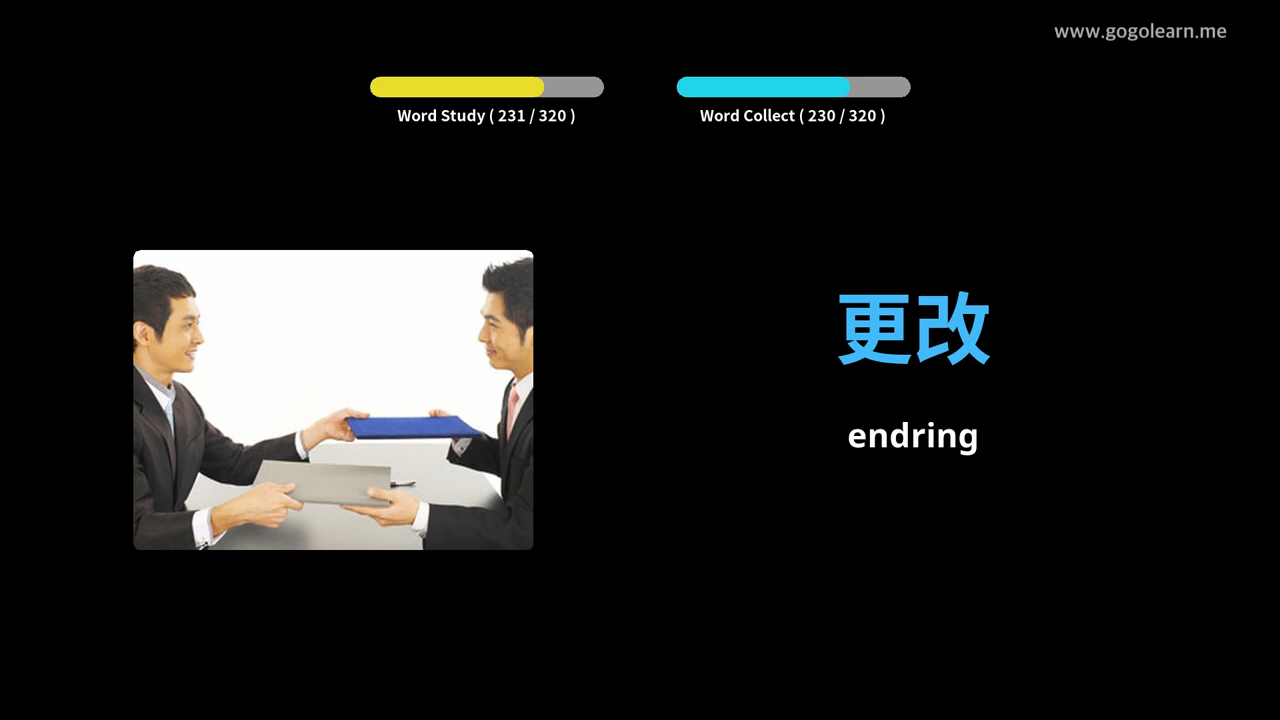 www.gogolearn.me
Word Study ( 231 / 320 )
Word Collect ( 230 / 320 )
更改
endring